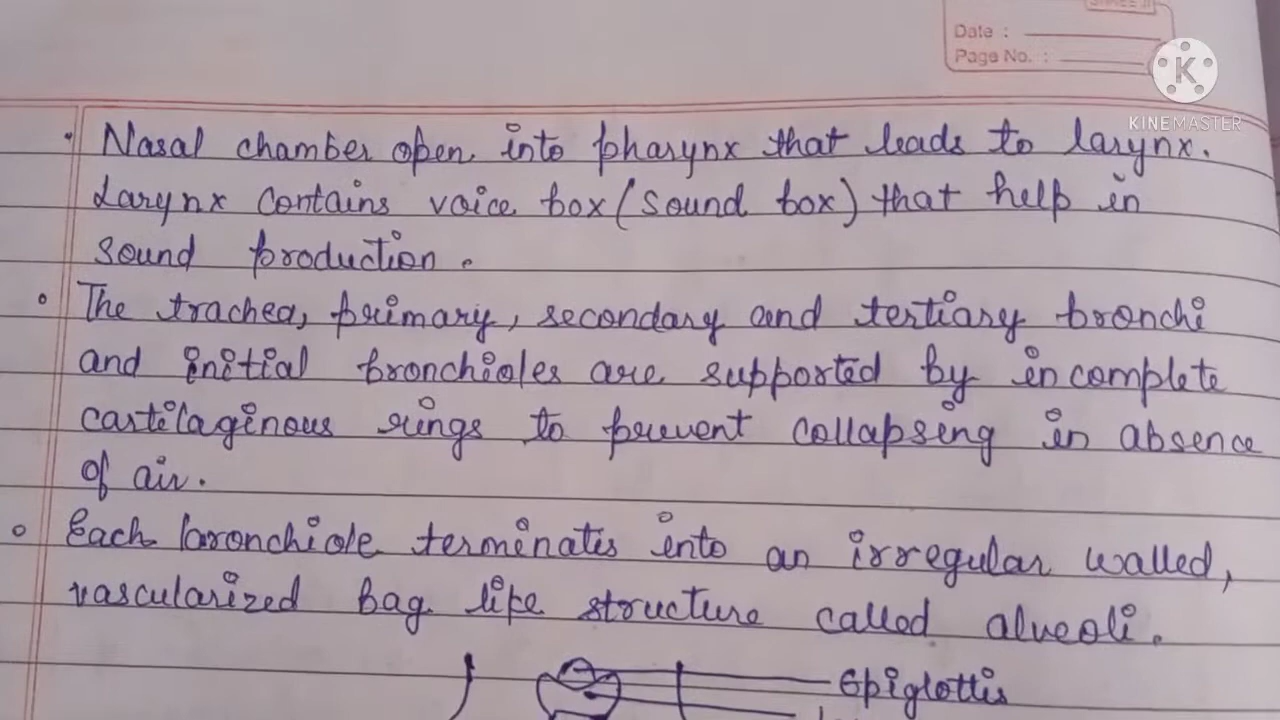 Date :
Page No. :
K
KINEMASTER
• Nasal chamber open into pharynx that leads to larynx.
Larynx contains voice box (sound box) that help in
sound production.
• The trachea, primary, secondary and tertiary bronchi
and initial bronchioles are supported by incomplete
cartilaginous rings to prevent collapsing in absence
of air.
• Each bronchiole terminates into an irregular walled,
vascularized bag like structure called alveoli.
Epiglottis